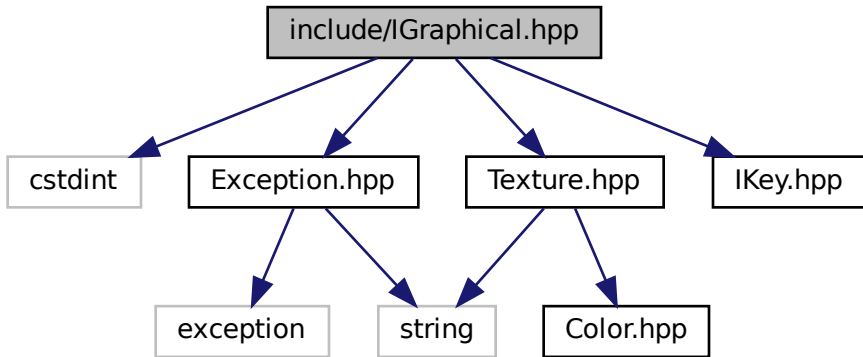 include/IGraphical.hpp
cstdint
Exception.hpp
Texture.hpp
IKey.hpp
exception
string
Color.hpp